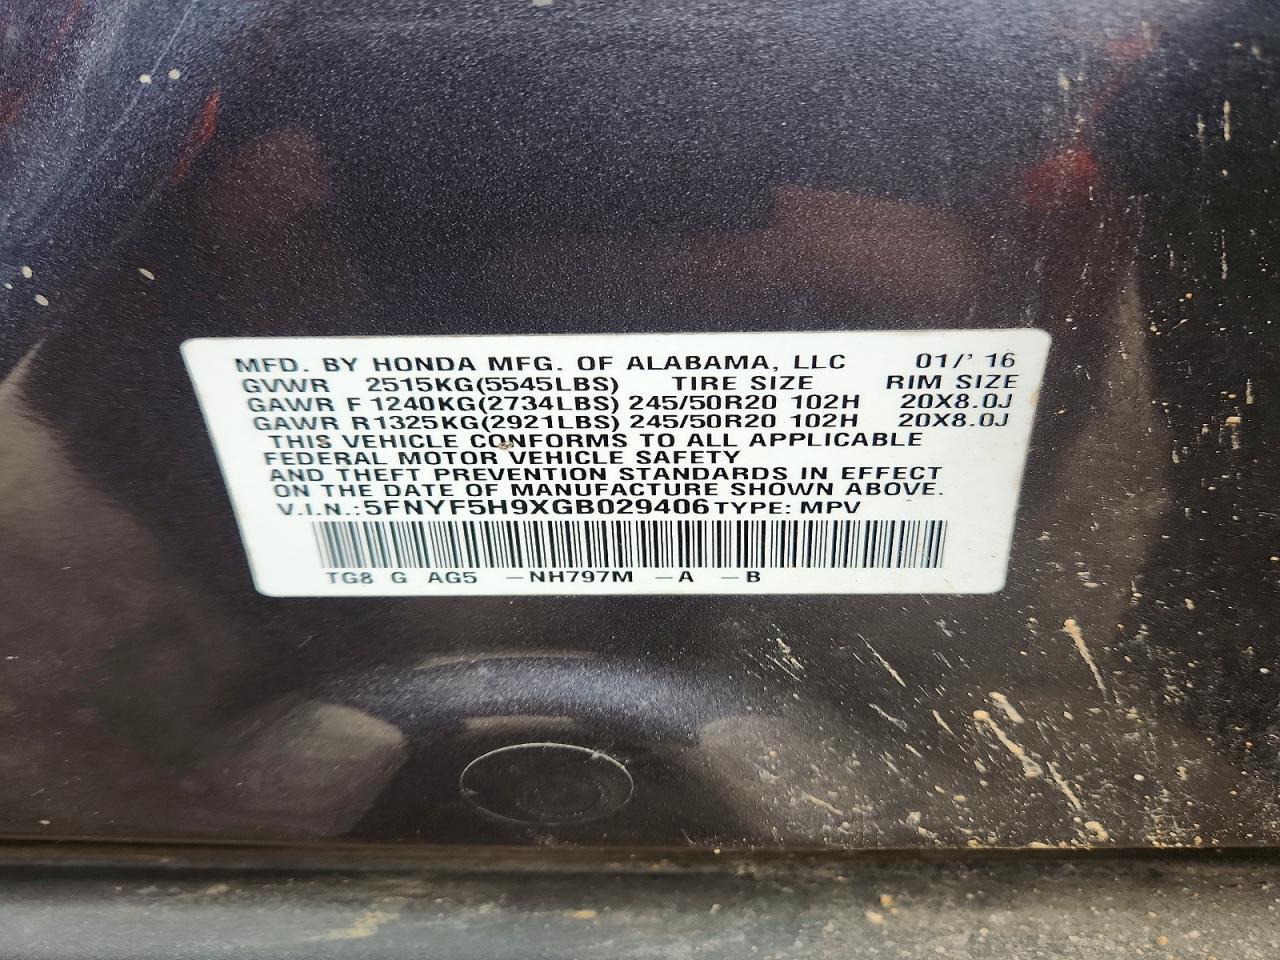 MFD. BY HONDA MFG. OF ALABAMA, LLC 01/' 16
GVWR 2515KG(5545LBS) TIRE SIZE RIM SIZE
GAWR F 1240KG(2734LBS) 245/50R20 102H 20X8.0J
GAWR R1325KG(2921LBS) 245/50R20 102H 20X8.0J
THIS VEHICLE CONFORMS TO ALL APPLICABLE
FEDERAL MOTOR VEHICLE SAFETY
AND THEFT PREVENTION STANDARDS IN EFFECT
ON THE DATE OF MANUFACTURE SHOWN ABOVE.
V.I.N.:5FNYF5H9XGB029406 TYPE: MPV
TG8 G AG5 -NH797M -A -B